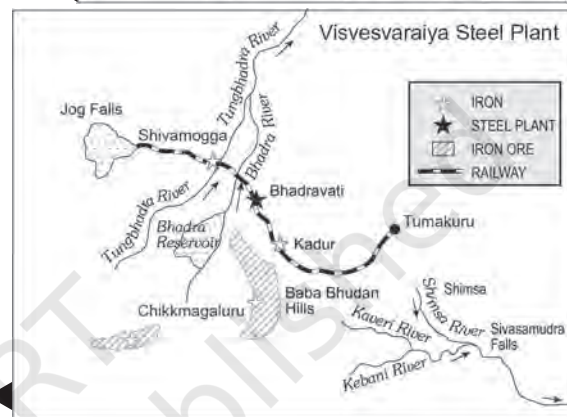 Visvesvaraiya Steel Plant
IRON
STEEL PLANT
IRON ORE
RAILWAY
Jog Falls
Shivamogga
Tungbhadra River
Bhadra River
Bhadravati
Tungbhadra River
Bhadra
Reservoir
Kadur
Tumakuru
Chikkmagaluru
Baba Bhudan
Hills
Shimsa
Shimsa River
Kaveri River
Sivasamudra
Falls
Kebani River